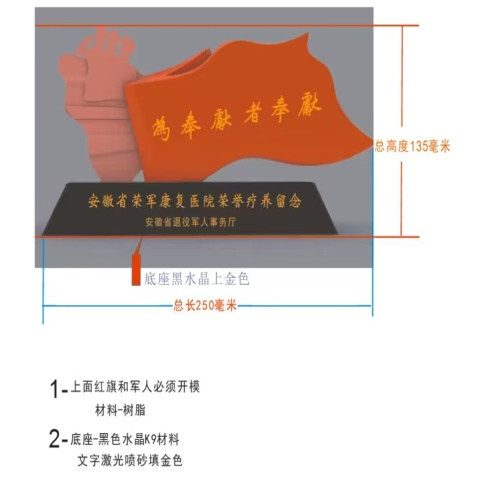 為奉獻者奉獻
总高度135毫米
安徽省荣军康复医院荣誉疗养留念
安徽省退役军人事务厅
底座黑水晶上金色
总长250毫米
1-上面红旗和军人必须开模
材料-树脂
2-底座-黑色水晶K9材料
文字激光喷砂填金色